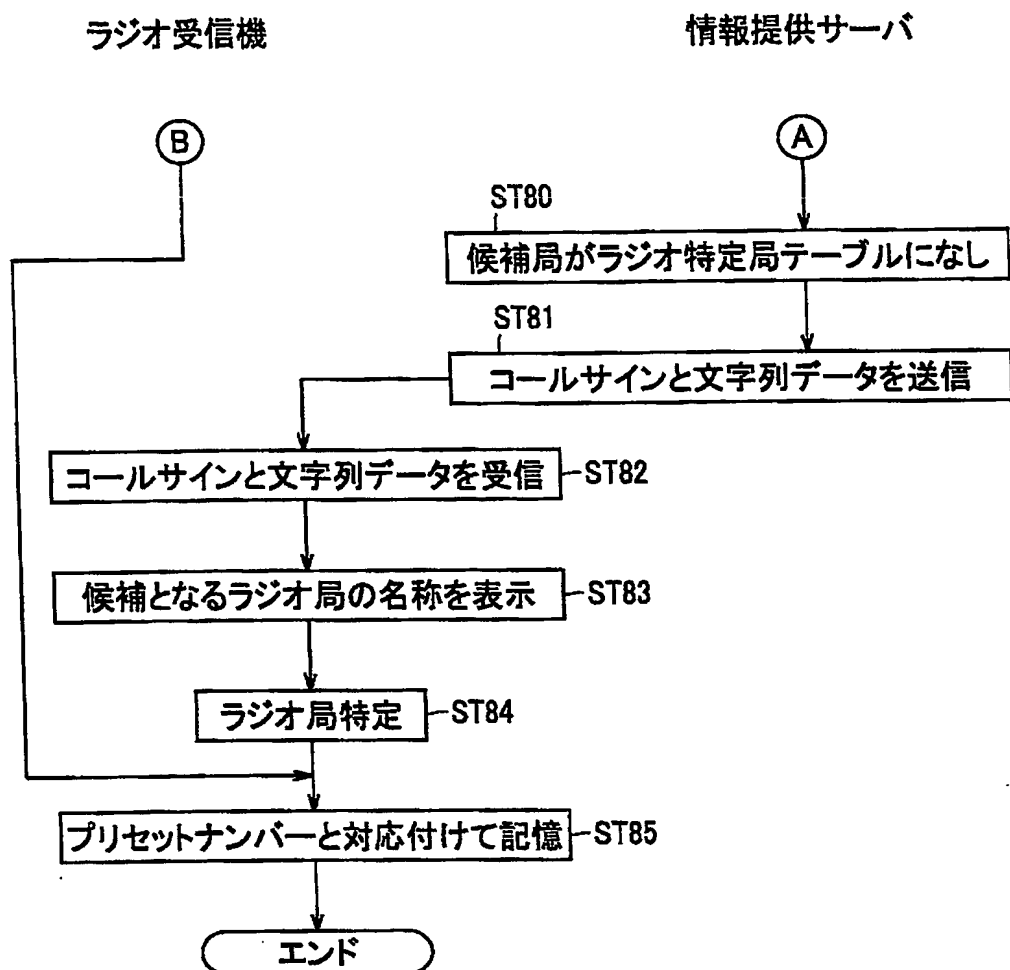 ラジオ受信機
情報提供サーバ
B
A
ST80
候補局がラジオ特定局テーブルになし
ST81
コールサインと文字列データを送信
コールサインと文字列データを受信
ST82
候補となるラジオ局の名称を表示
ST83
ラジオ局特定
ST84
プリセットナンバーと対応付けて記憶
ST85
エンド